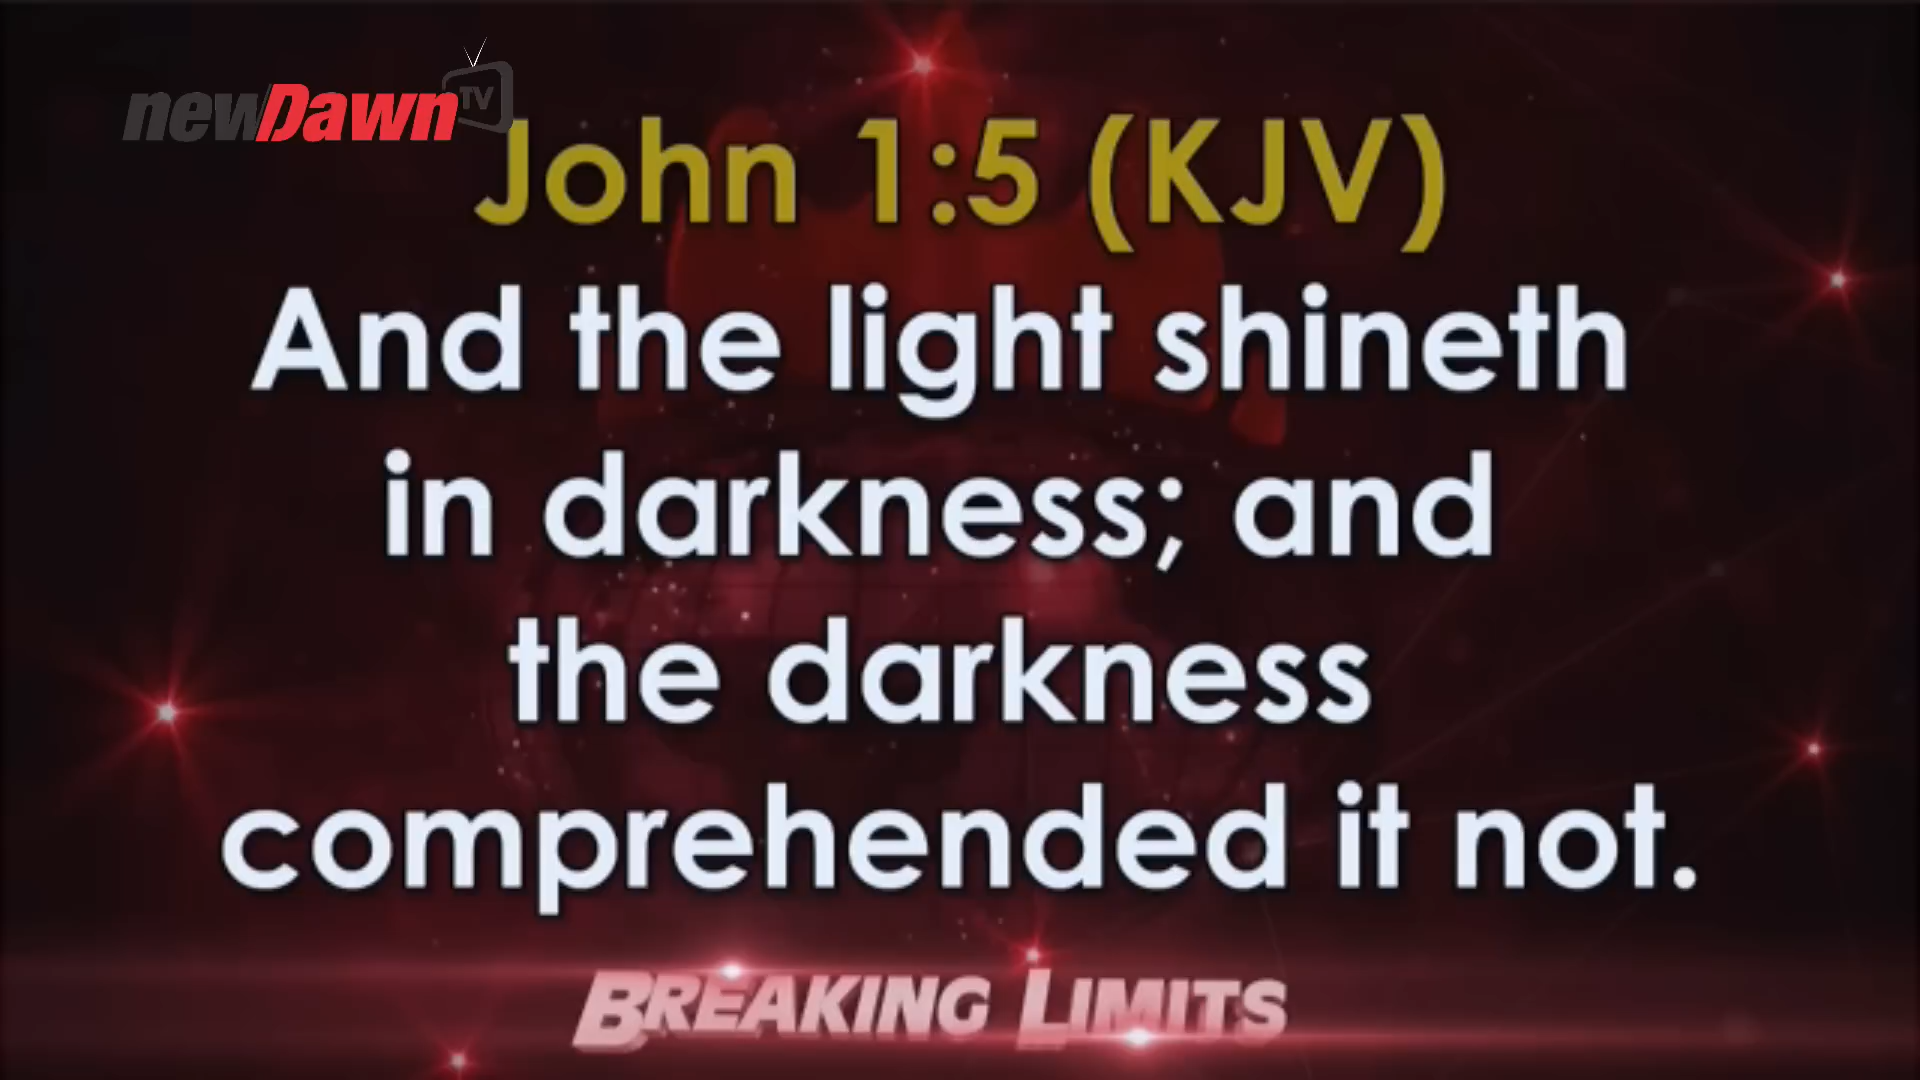 newDawn TV
John 1:5 (KJV)
And the light shineth
in darkness; and
the darkness
comprehended it not.
BREAKING LIMITS